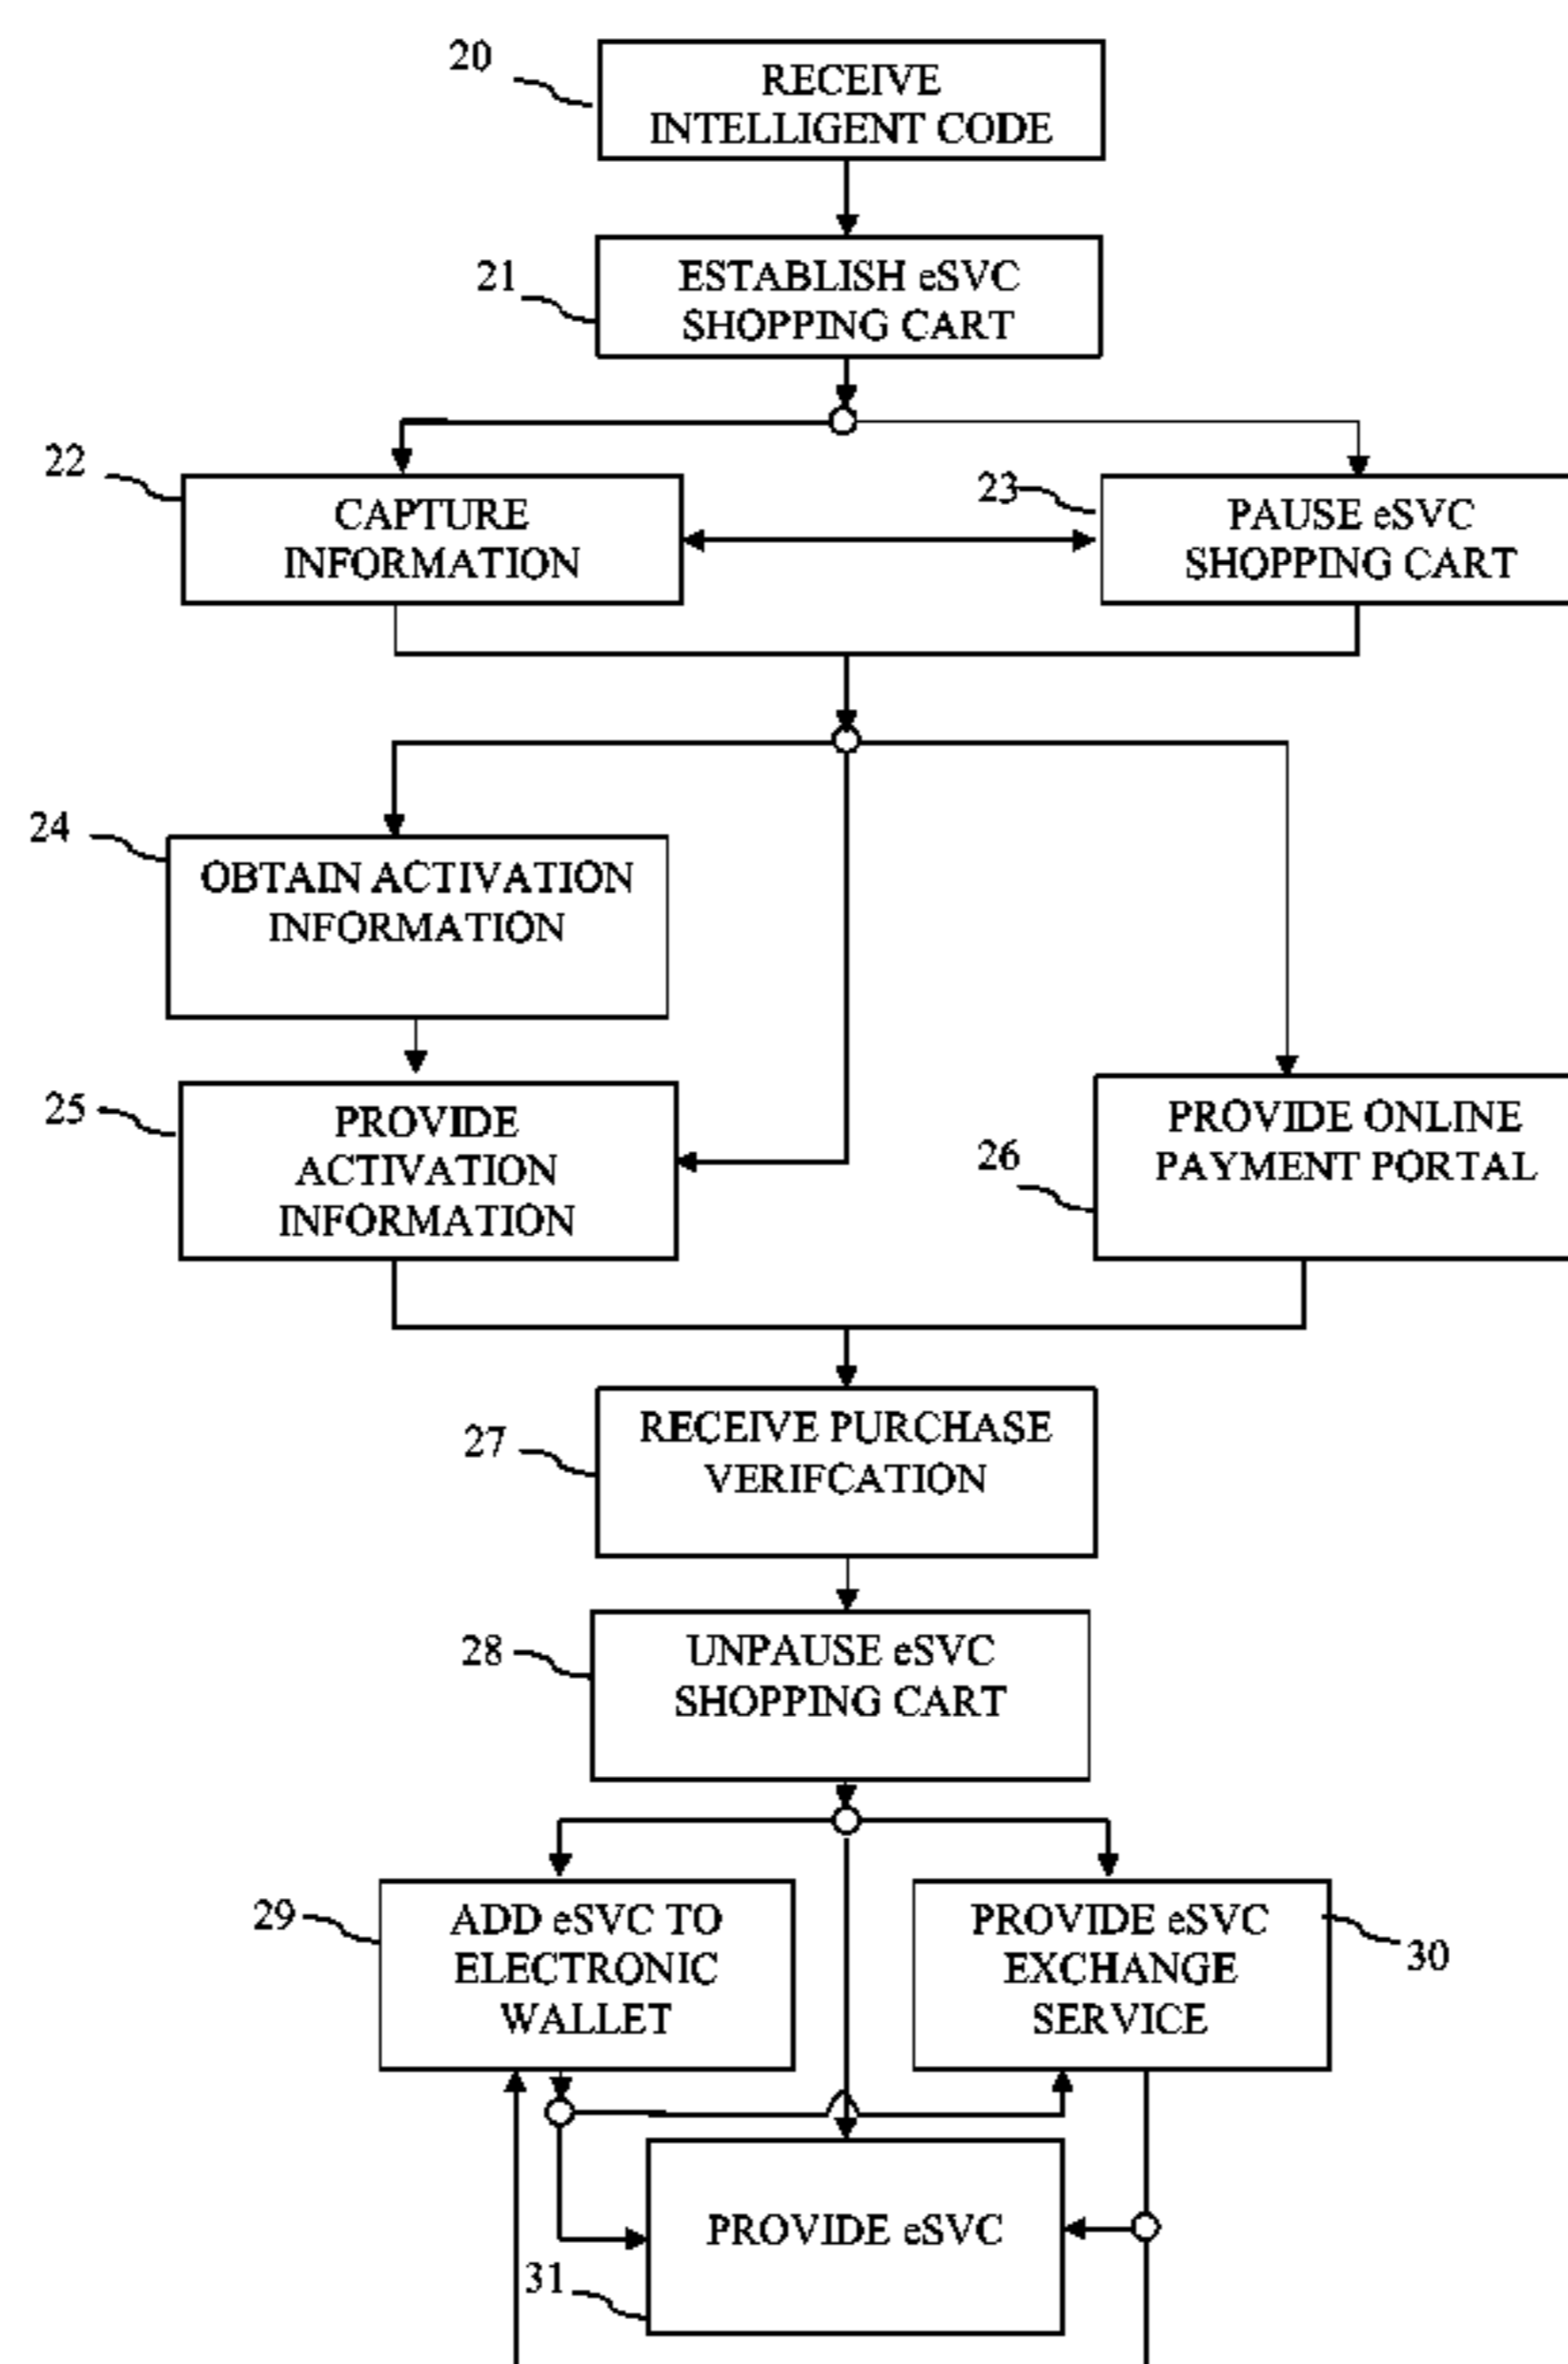 20
RECEIVE
INTELLIGENT CODE
21
ESTABLISH eSVC
SHOPPING CART
22
CAPTURE
INFORMATION
23
PAUSE eSVC
SHOPPING CART
24
OBTAIN ACTIVATION
INFORMATION
25
PROVIDE
ACTIVATION
INFORMATION
26
PROVIDE ONLINE
PAYMENT PORTAL
27
RECEIVE PURCHASE
VERIFCATION
28
UNPAUSE eSVC
SHOPPING CART
29
ADD eSVC TO
ELECTRONIC
WALLET
PROVIDE eSVC
EXCHANGE
SERVICE
30
PROVIDE eSVC
31